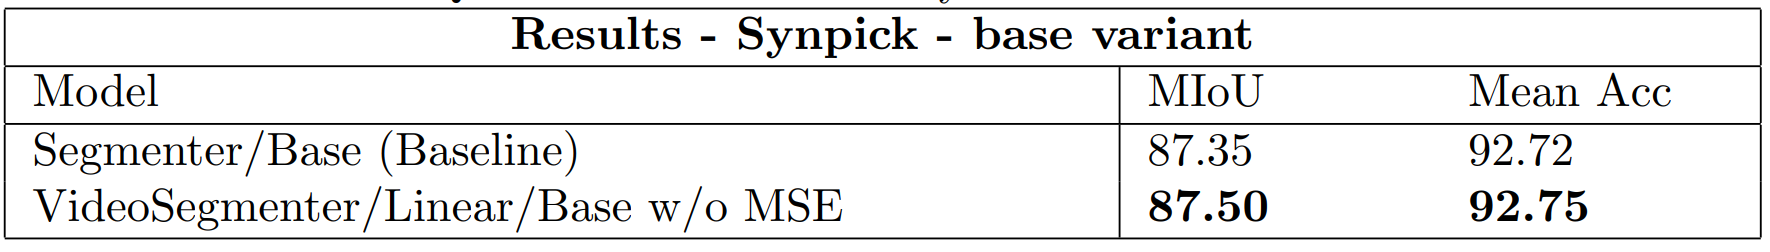 Results - Synpick - base variant
Model MIoU Mean Acc
Segmenter/Base (Baseline) 87.35 92.72
VideoSegmenter/Linear/Base w/o MSE 87.50 92.75